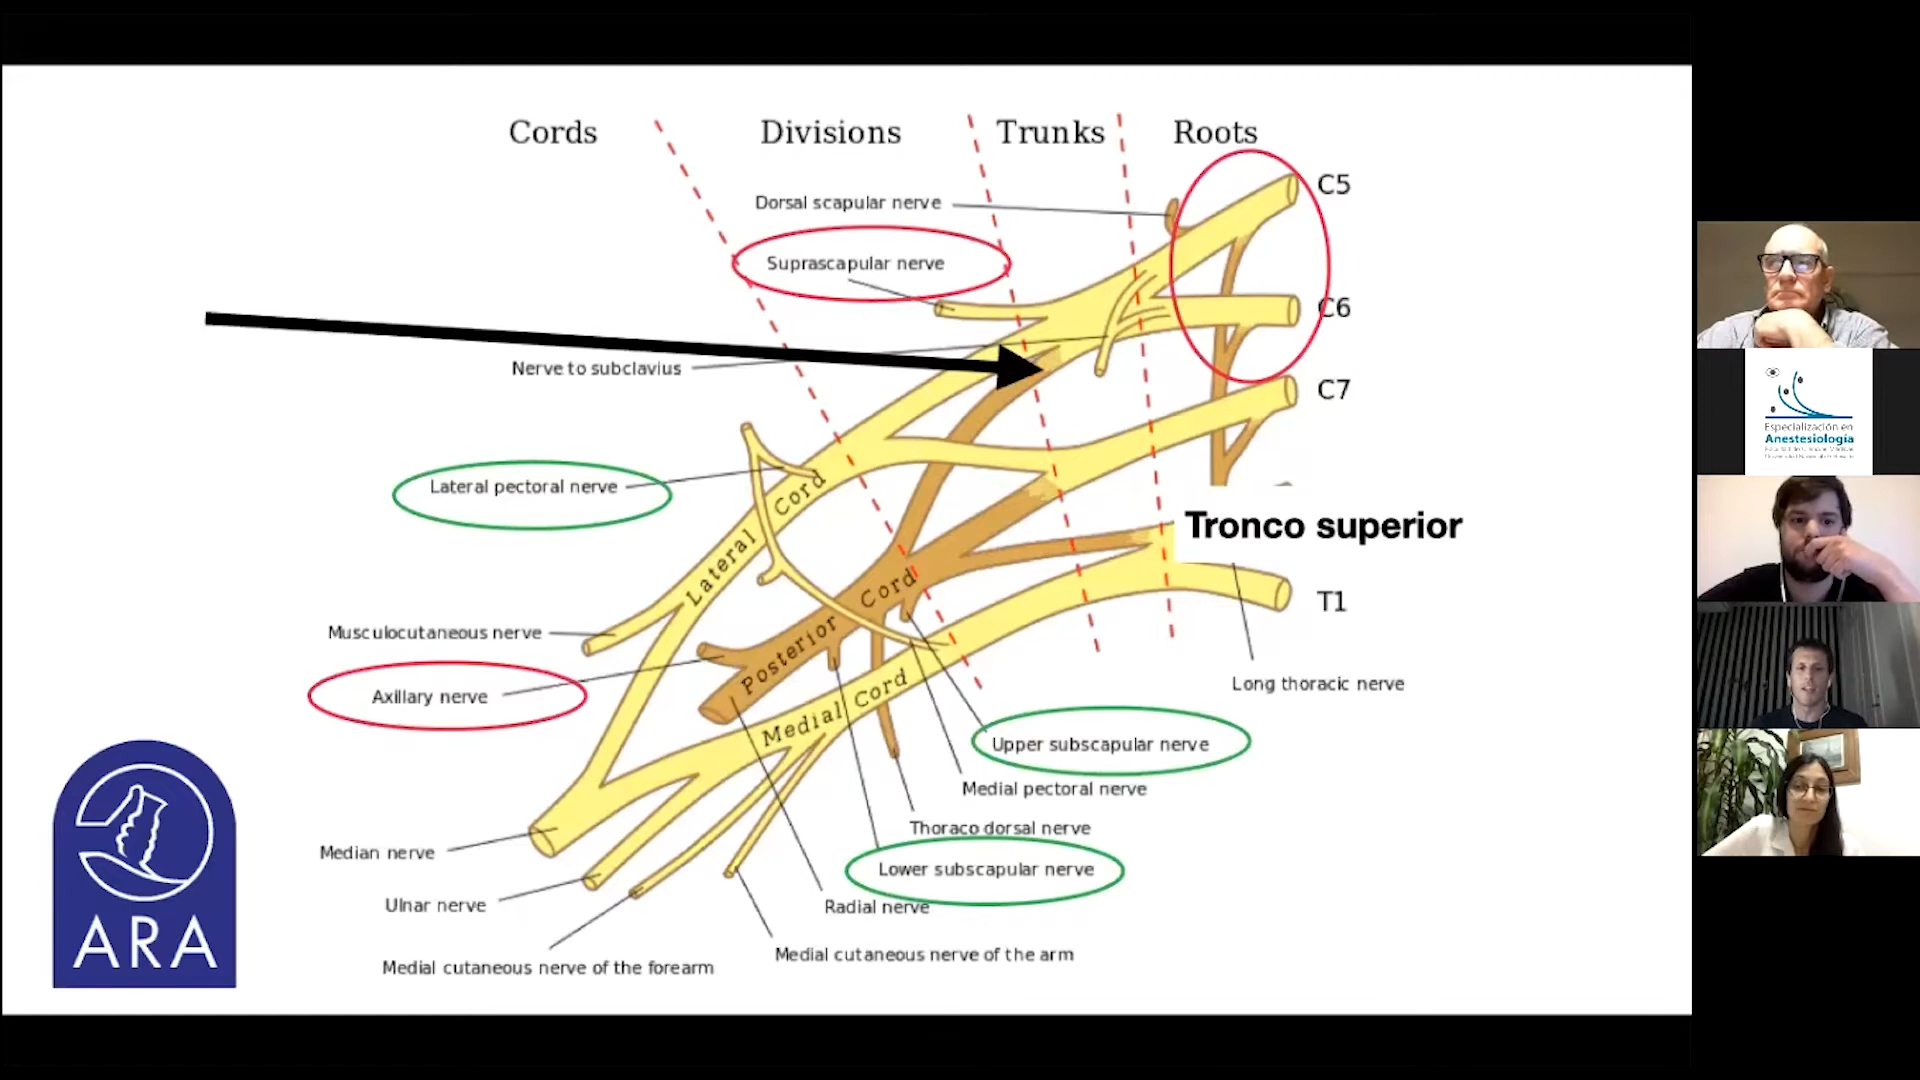 Cords
Divisions
Trunks
Roots
C5
Dorsal scapular nerve
Suprascapular nerve
C6
Nerve to subclavius
C7
Lateral pectoral nerve
Lateral Cord
Tronco superior
Posterior Cord
T1
Musculocutaneous nerve
Axillary nerve
Long thoracic nerve
Medial Cord
Upper subscapular nerve
Medial pectoral nerve
Thoraco dorsal nerve
Median nerve
Lower subscapular nerve
Ulnar nerve
Radial nerve
Medial cutaneous nerve of the arm
Medial cutaneous nerve of the forearm
ARA
Especialización en
Anestesiología